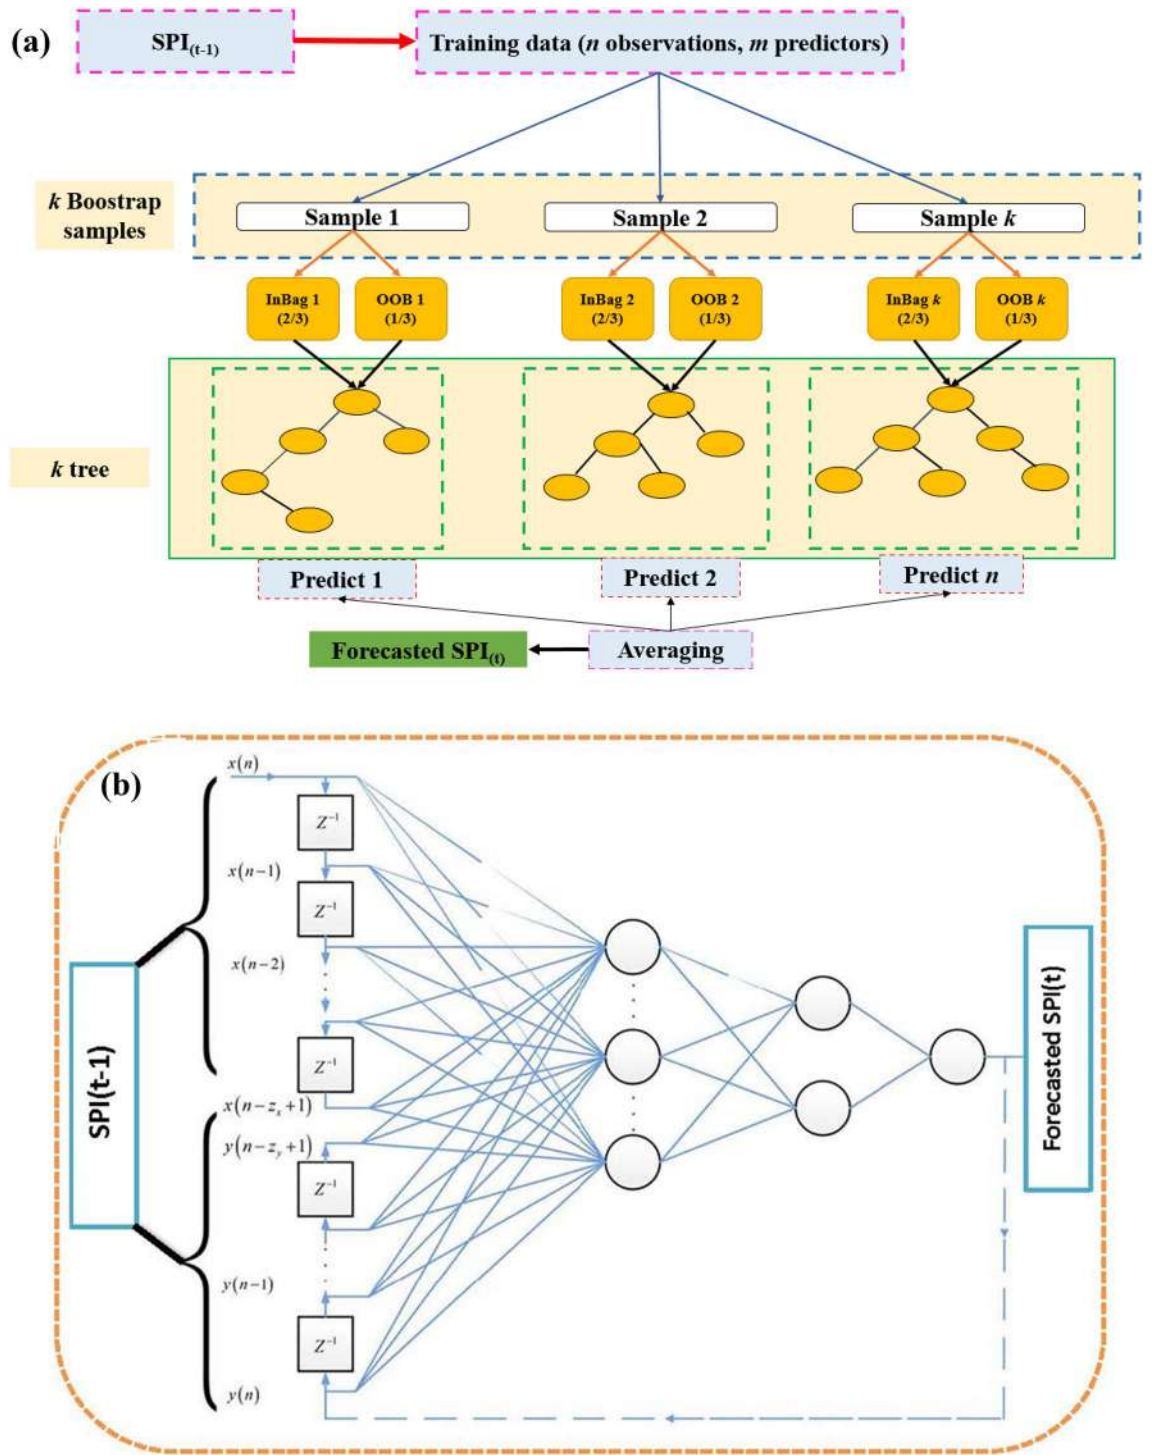 (a)
SPI(t-1)
Training data (n observations, m predictors)
k Boostrap
samples
Sample 1
Sample 2
Sample k
InBag 1
(2/3)
OOB 1
(1/3)
InBag 2
(2/3)
OOB 2
(1/3)
InBag k
(2/3)
OOB k
(1/3)
k tree
Predict 1
Predict 2
Predict n
Forecasted SPI(t)
Averaging
(b)
x(n)
Z⁻¹
x(n−1)
Z⁻¹
x(n−2)
Z⁻¹
x(n−zₓ+1)
y(n−z_y+1)
Z⁻¹
y(n−1)
Z⁻¹
y(n)
SPI(t-1)
Forecasted SPI(t)